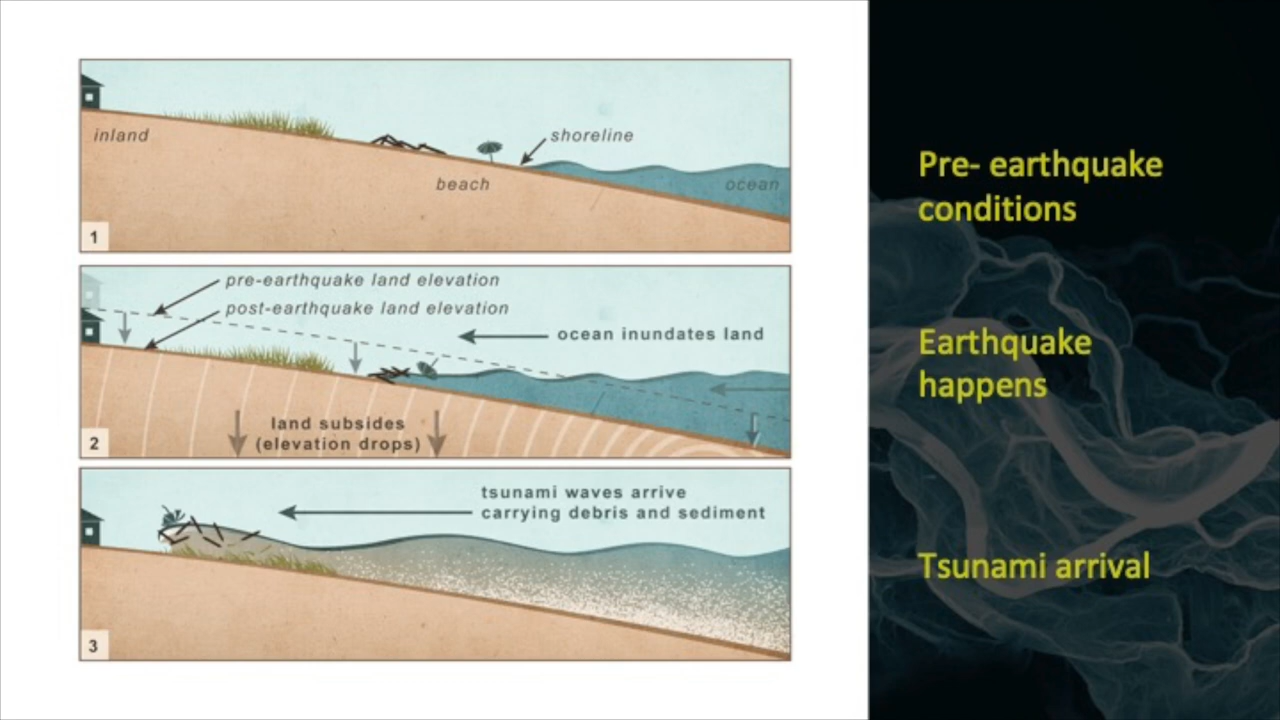 inland
shoreline
beach
ocean
1
pre-earthquake land elevation
post-earthquake land elevation
ocean inundates land
land subsides
(elevation drops)
2
tsunami waves arrive
carrying debris and sediment
3
Pre- earthquake
conditions
Earthquake
happens
Tsunami arrival